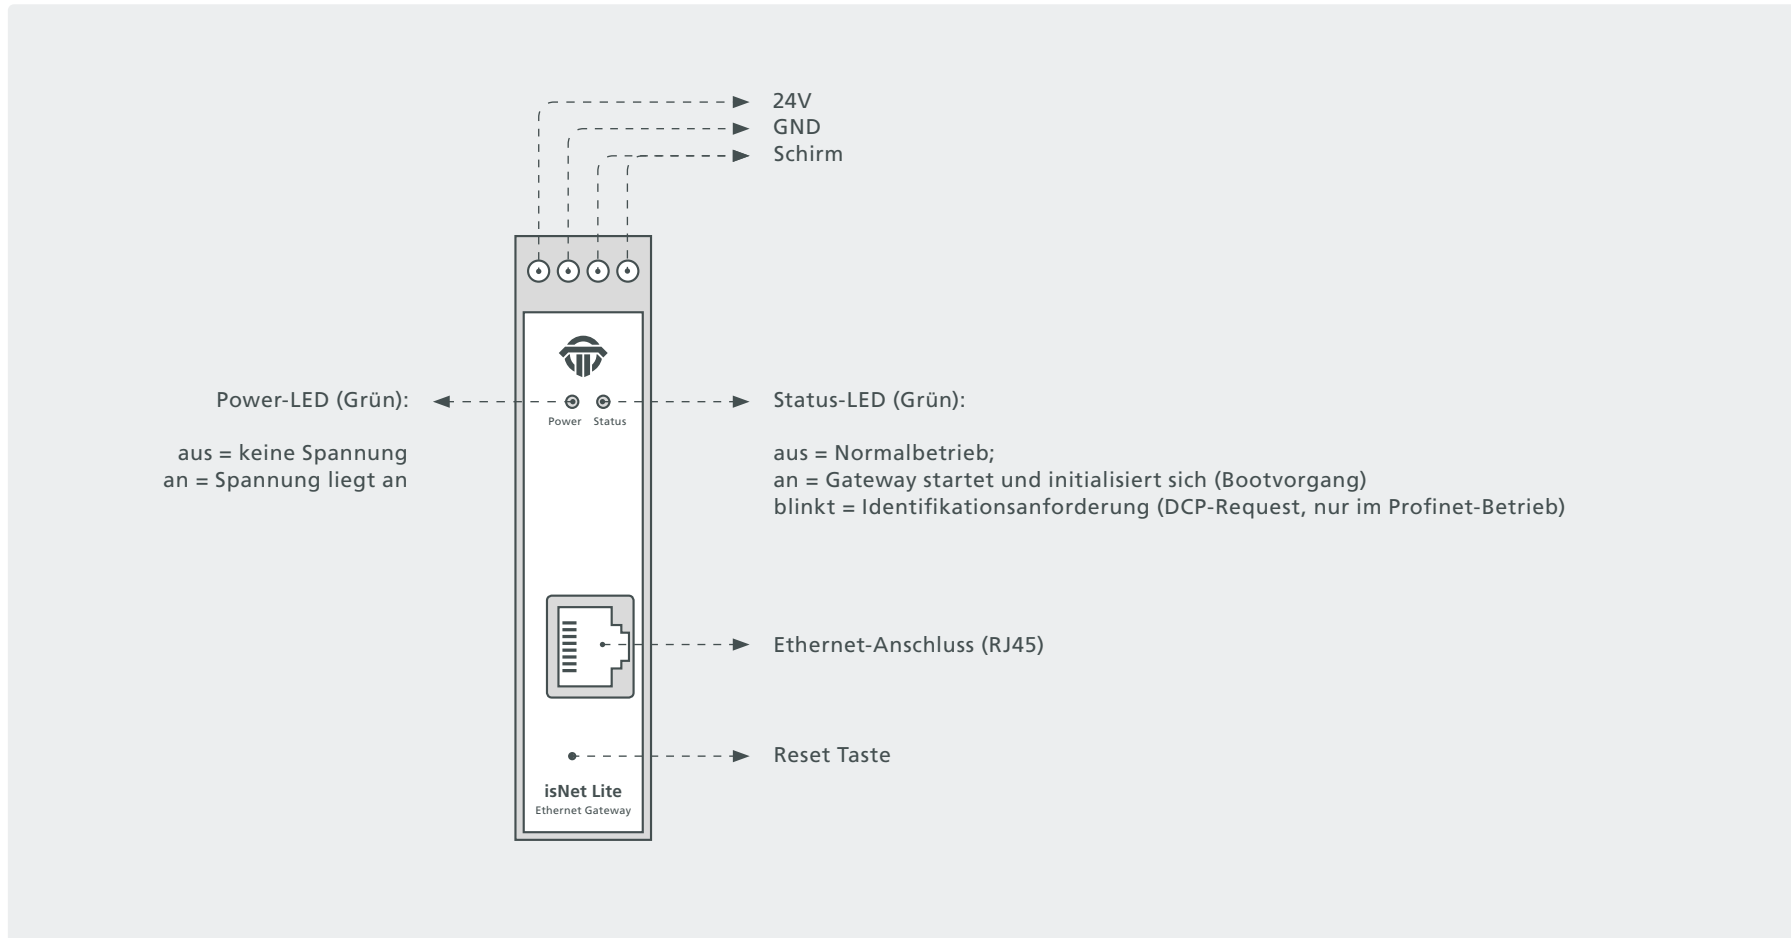 24V
GND
Schirm
Power-LED (Grün):
aus = keine Spannung
an = Spannung liegt an
Power Status
Status-LED (Grün):
aus = Normalbetrieb;
an = Gateway startet und initialisiert sich (Bootvorgang)
blinkt = Identifikationsanforderung (DCP-Request, nur im Profinet-Betrieb)
Ethernet-Anschluss (RJ45)
Reset Taste
isNet Lite
Ethernet Gateway